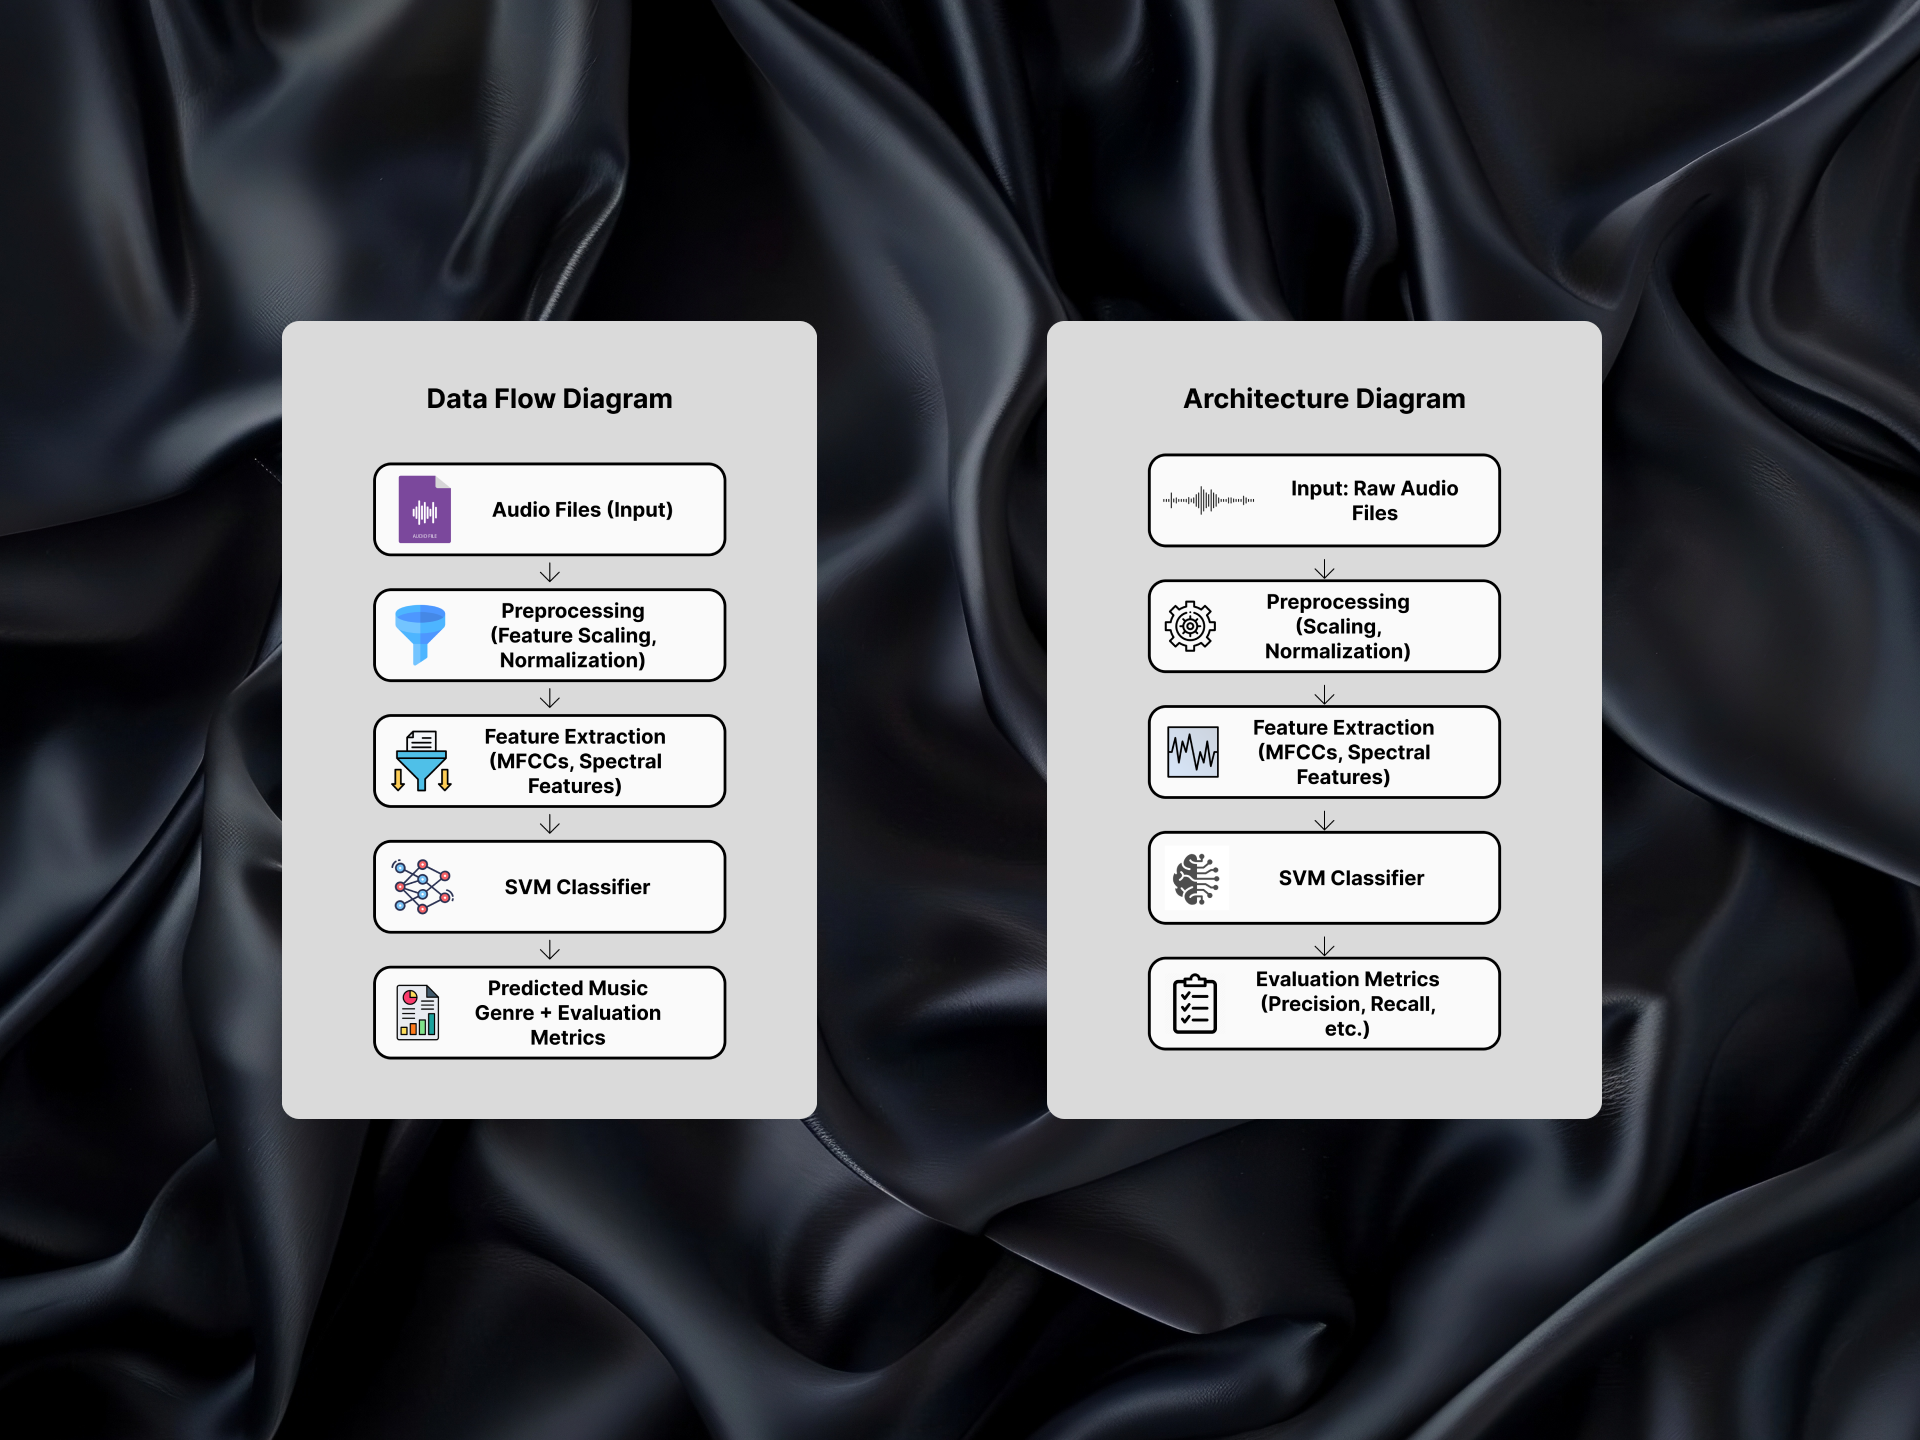 Data Flow Diagram
AUDIO FILE
Audio Files (Input)
Preprocessing
(Feature Scaling,
Normalization)
Feature Extraction
(MFCCs, Spectral
Features)
SVM Classifier
Predicted Music
Genre + Evaluation
Metrics
Architecture Diagram
Input: Raw Audio
Files
Preprocessing
(Scaling,
Normalization)
Feature Extraction
(MFCCs, Spectral
Features)
SVM Classifier
Evaluation Metrics
(Precision, Recall,
etc.)